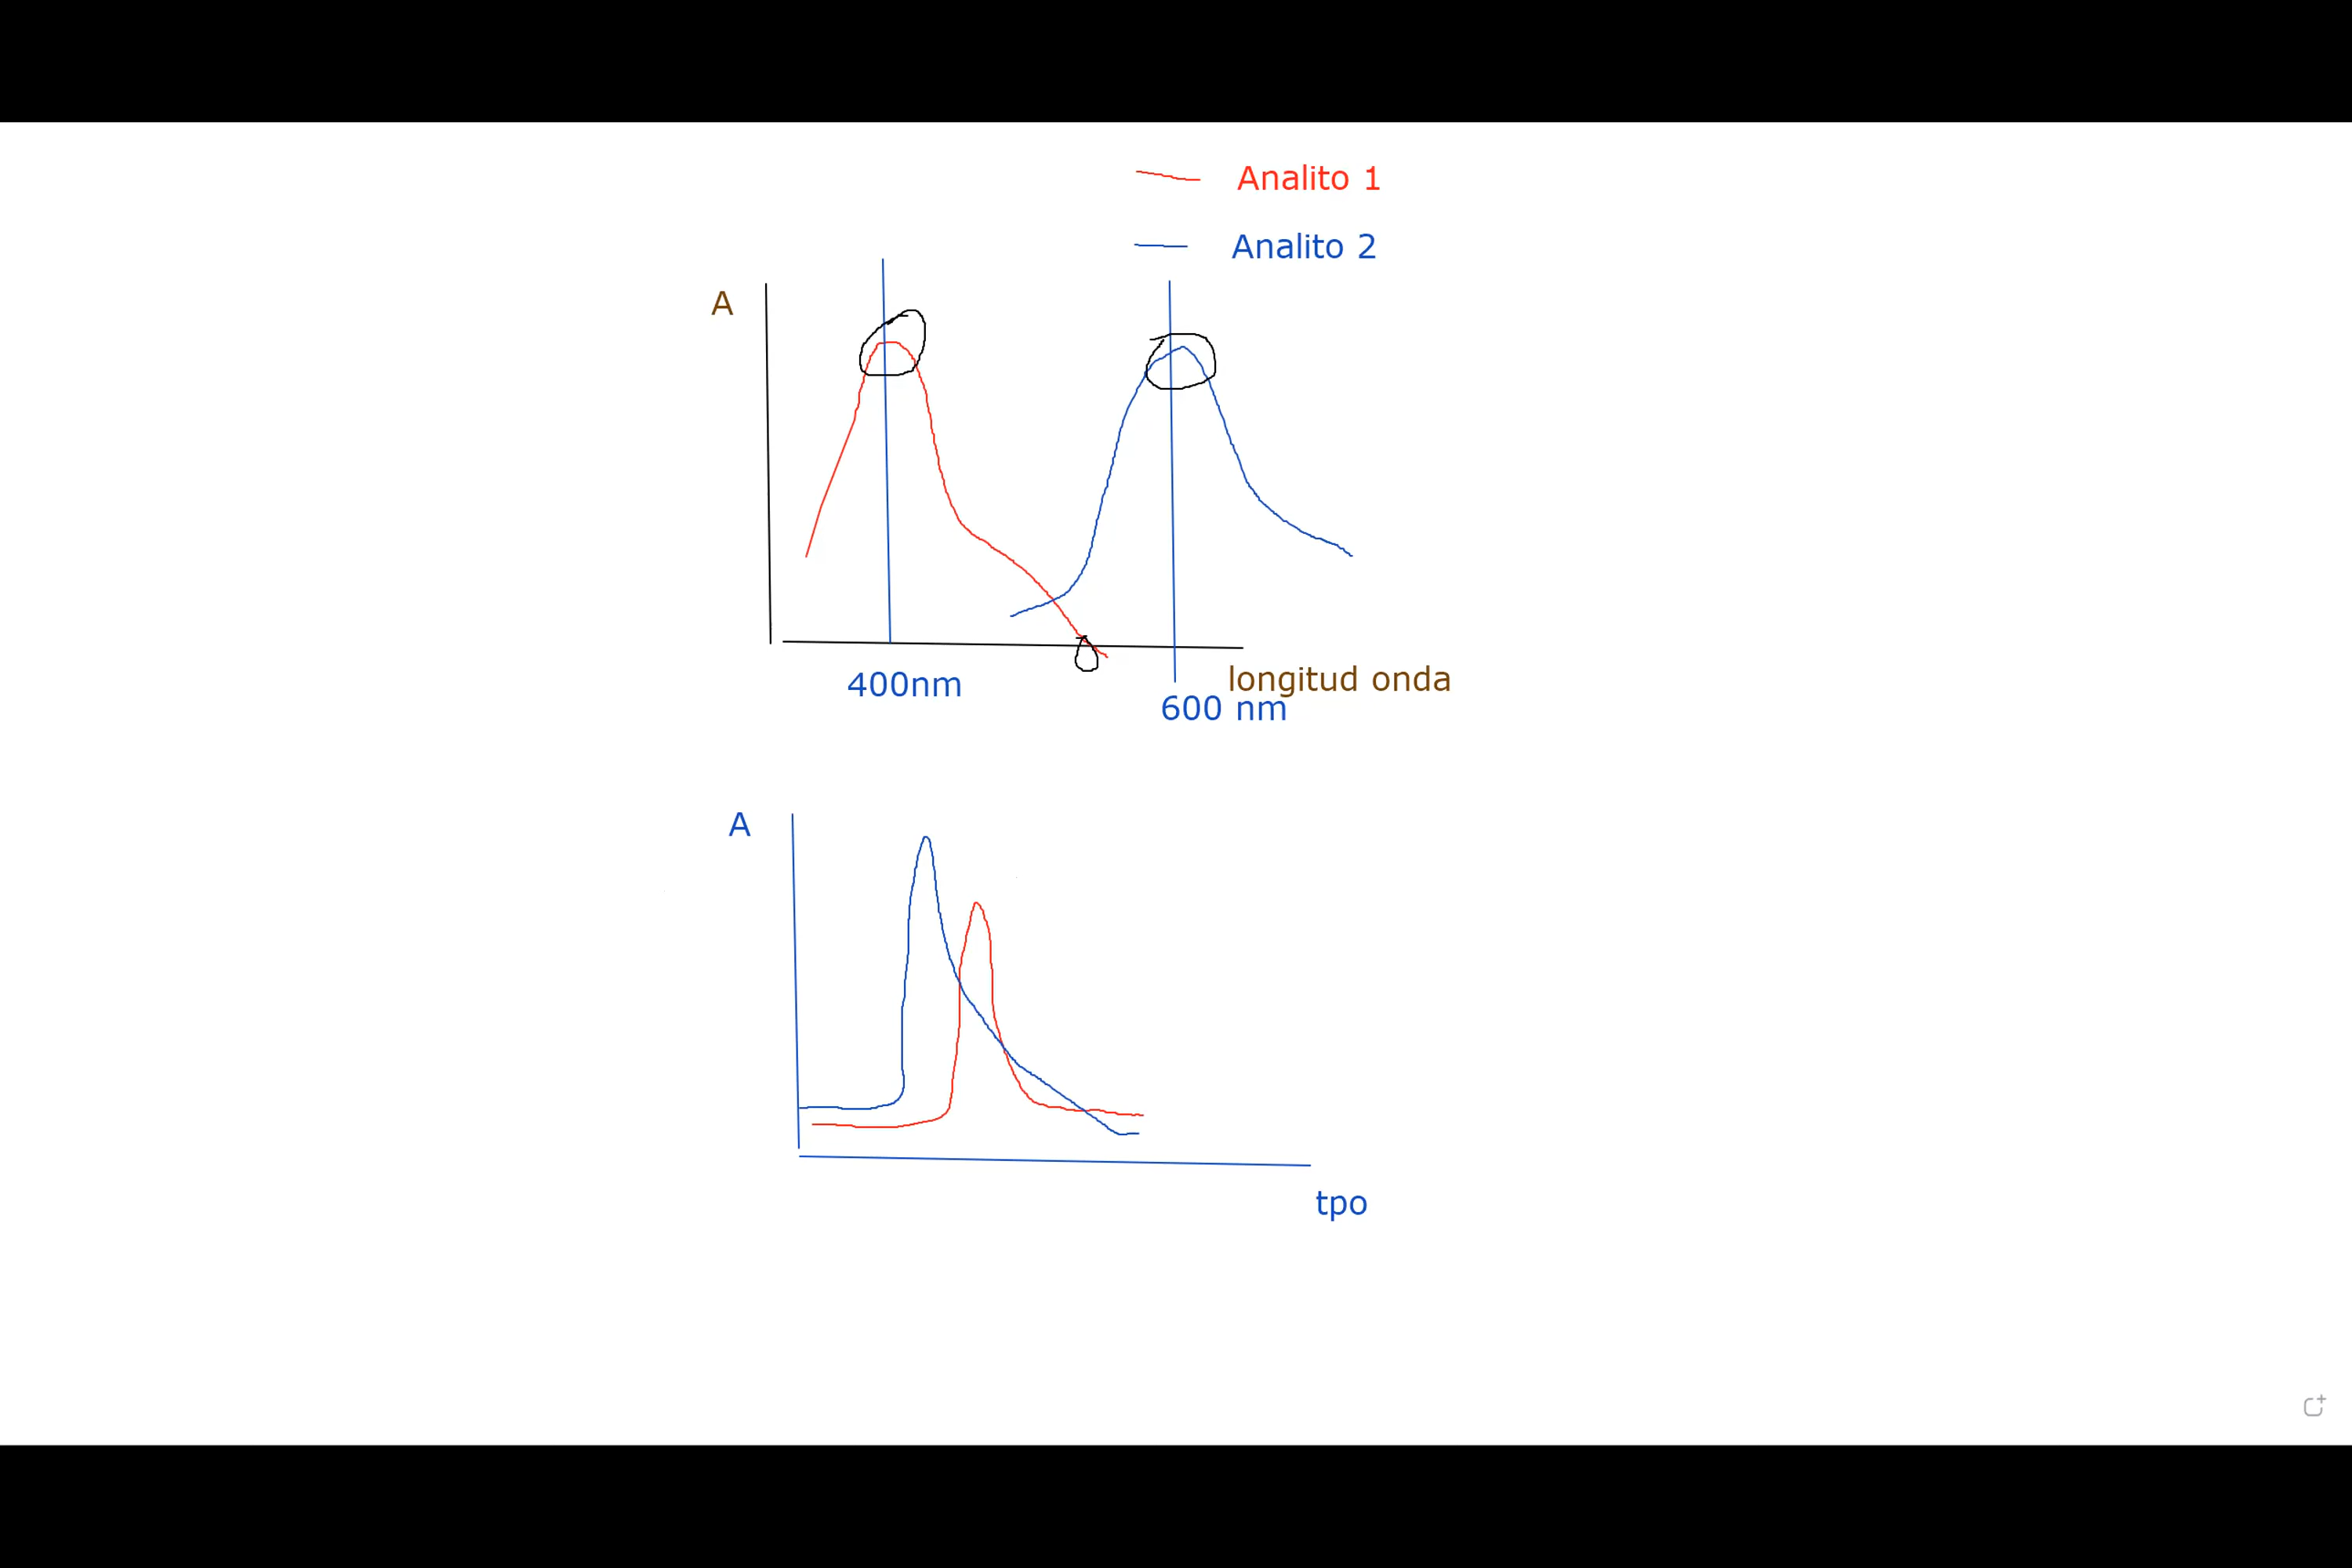 Analito 1
Analito 2
A
400nm
longitud onda
600 nm
A
tpo